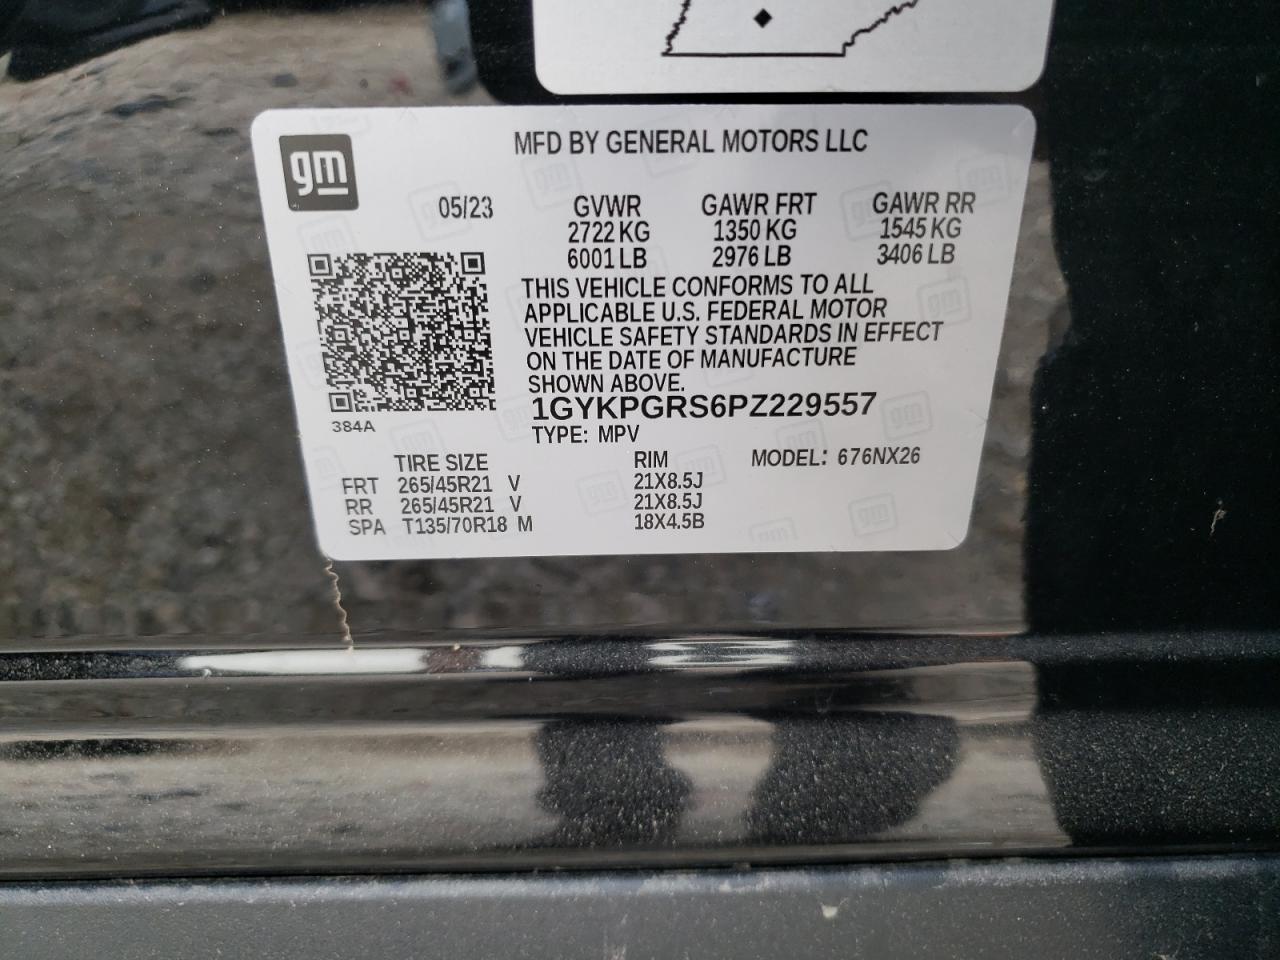 gm
MFD BY GENERAL MOTORS LLC
05/23 GVWR GAWR FRT GAWR RR
2722 KG 1350 KG 1545 KG
6001 LB 2976 LB 3406 LB
THIS VEHICLE CONFORMS TO ALL
APPLICABLE U.S. FEDERAL MOTOR
VEHICLE SAFETY STANDARDS IN EFFECT
ON THE DATE OF MANUFACTURE
SHOWN ABOVE.
1GYKPGRS6PZ229557
384A
TYPE: MPV
TIRE SIZE RIM MODEL: 676NX26
FRT 265/45R21 V 21X8.5J
RR 265/45R21 V 21X8.5J
SPA T135/70R18 M 18X4.5B